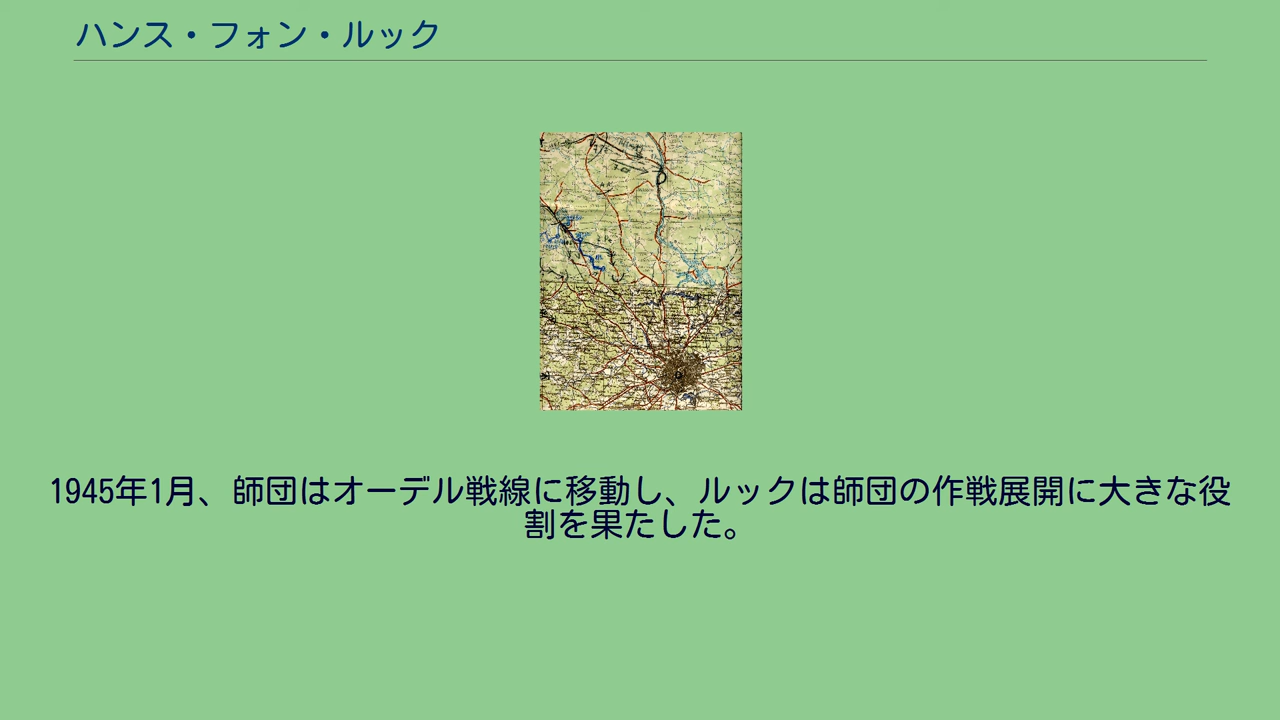 ハンス・フォン・ルック
1945年1月、師団はオーデル戦線に移動し、ルックは師団の作戦展開に大きな役
割を果たした。